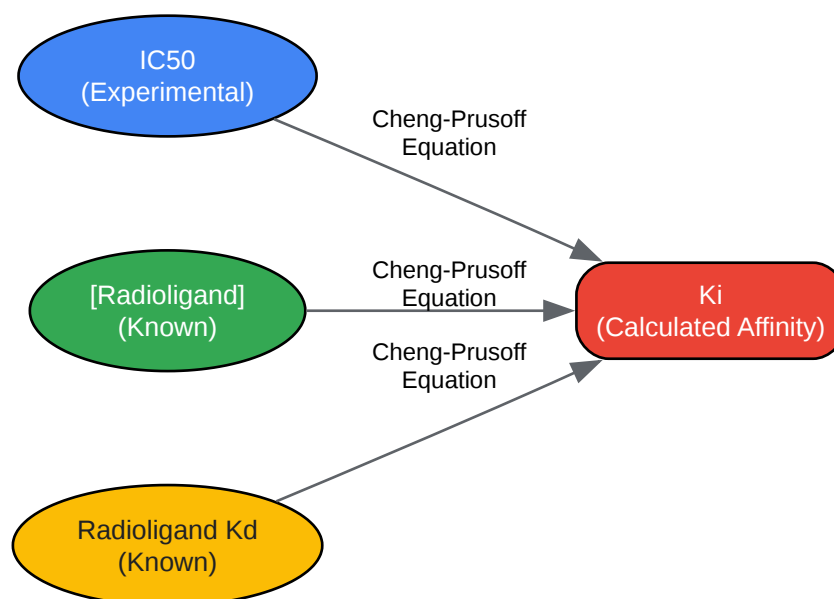 IC50
(Experimental)
Cheng-Prusoff
Equation
[Radioligand]
(Known)
Cheng-Prusoff
Equation
Ki
(Calculated Affinity)
Cheng-Prusoff
Equation
Radioligand Kd
(Known)